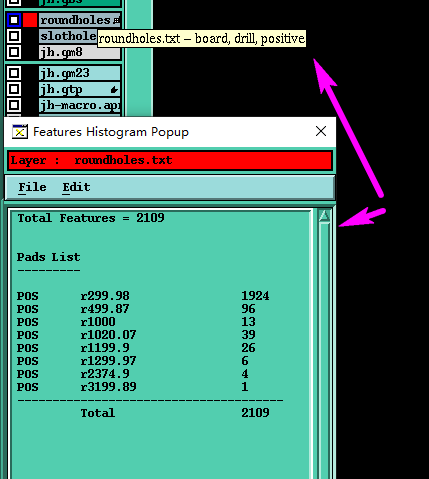 roundholes
slothole
roundholes.txt – board, drill, positive
jh.gm8
jh.gm23
jh.gtp
jh-macro.apr
Features Histogram Popup
Layer :  roundholes.txt
File  Edit
Total Features = 2109
Pads List
---------
POS  r299.98  1924
POS  r499.87  96
POS  r1000  13
POS  r1020.07  39
POS  r1199.9  26
POS  r1299.97  6
POS  r2374.9  4
POS  r3199.89  1
--------------------------------------
Total  2109